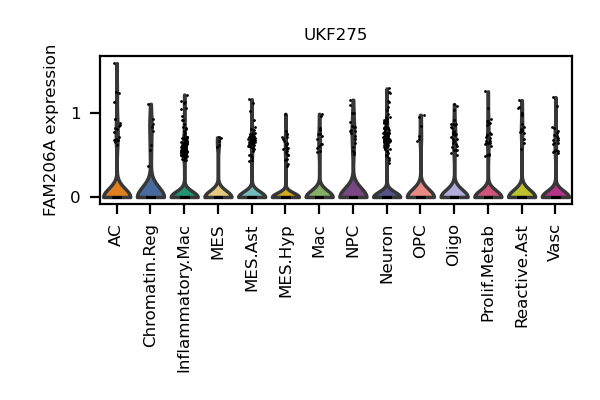 UKF275
FAM206A expression
1
0
AC
Chromatin.Reg
Inflammatory.Mac
MES
MES.Ast
MES.Hyp
Mac
NPC
Neuron
OPC
Oligo
Prolif.Metab
Reactive.Ast
Vasc